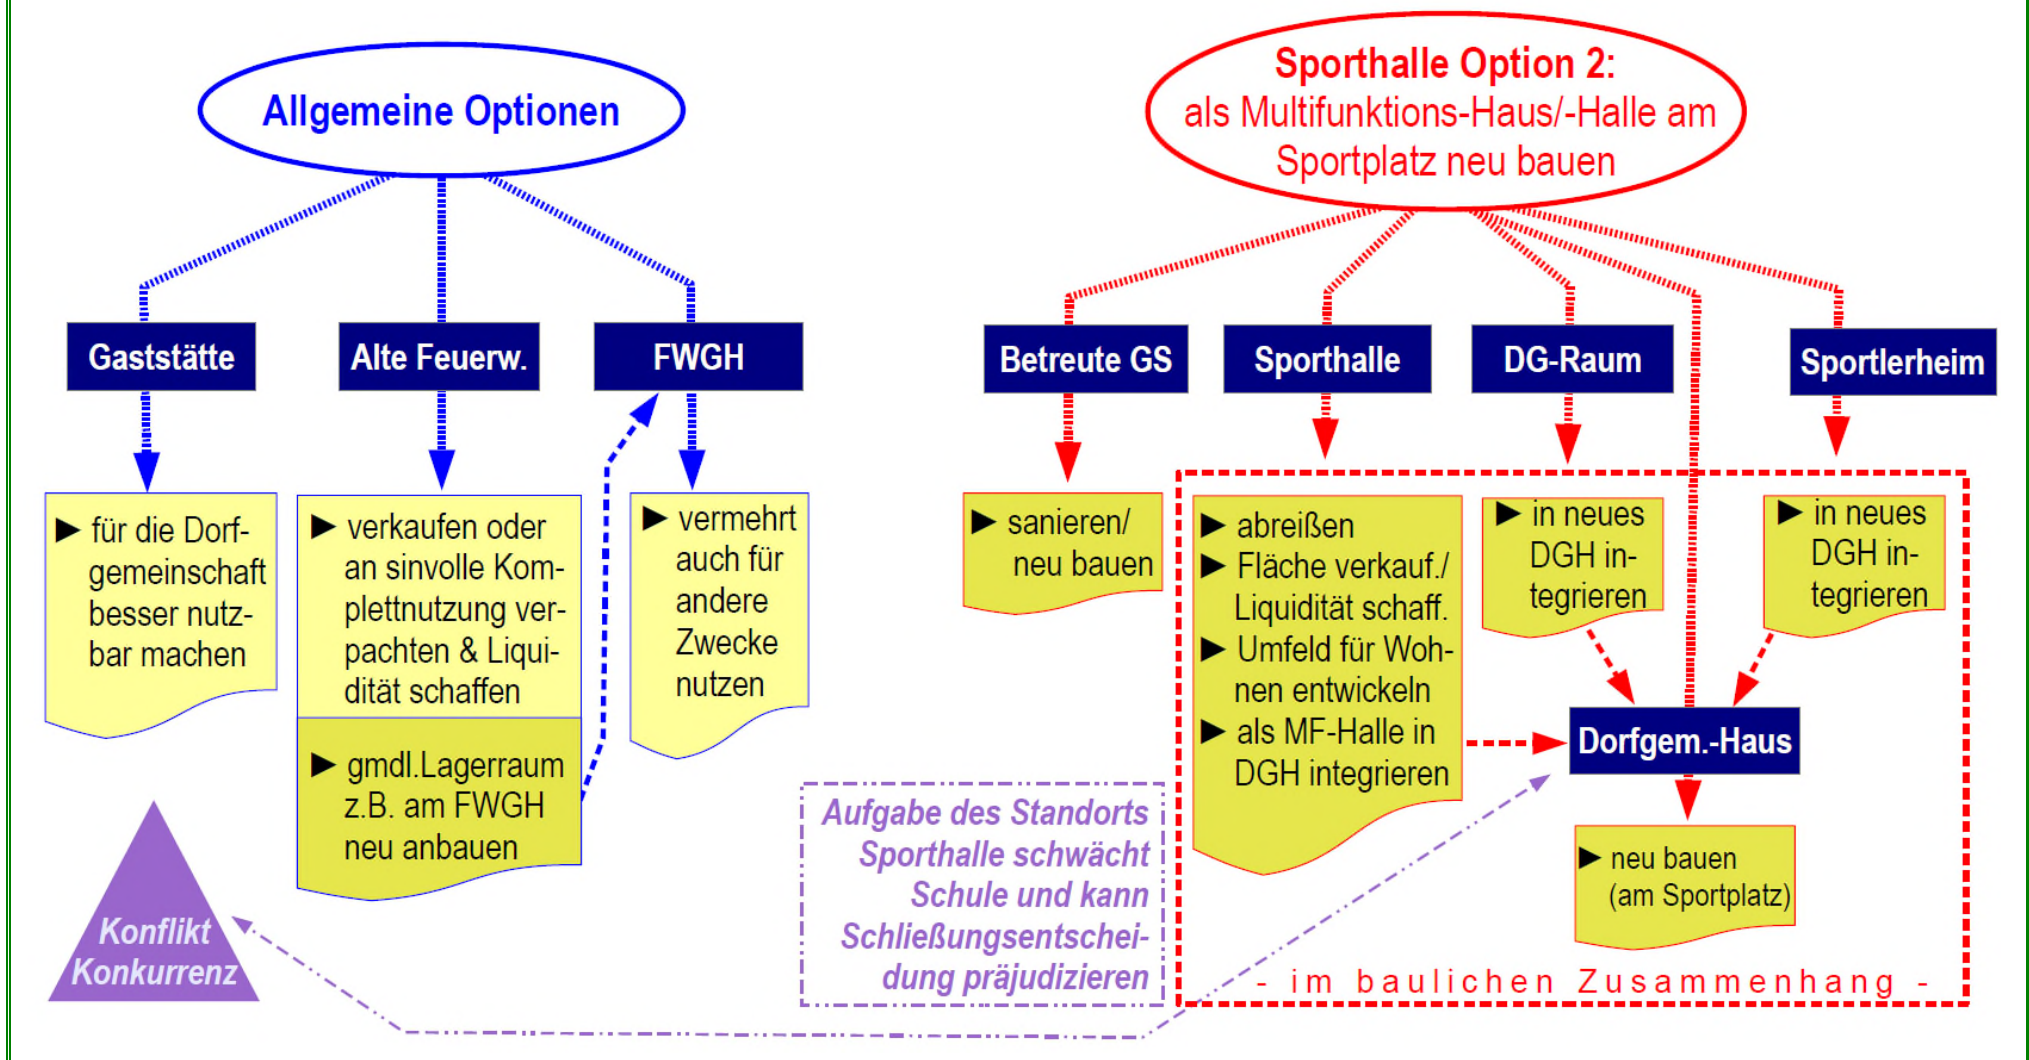 Allgemeine Optionen
Sporthalle Option 2:
als Multifunktions-Haus/-Halle am
Sportplatz neu bauen
Gaststätte
Alte Feuerw.
FWGH
Betreute GS
Sporthalle
DG-Raum
Sportlerheim
► für die Dorf-
gemeinschaft
besser nutz-
bar machen
► verkaufen oder
an sinvolle Kom-
plettnutzung ver-
pachten & Liqui-
dität schaffen
► gmdl.Lagerraum
z.B. am FWGH
neu anbauen
► vermehrt
auch für
andere
Zwecke
nutzen
► sanieren/
neu bauen
► abreißen
► Fläche verkauf./
Liquidität schaff.
► Umfeld für Woh-
nen entwickeln
► als MF-Halle in
DGH integrieren
► in neues
DGH in-
tegrieren
► in neues
DGH in-
tegrieren
Dorfgem.-Haus
► neu bauen
(am Sportplatz)
- im baulichen Zusammenhang -
Aufgabe des Standorts
Sporthalle schwächt
Schule und kann
Schließungsentschei-
dung präjudizieren
Konflikt
Konkurrenz